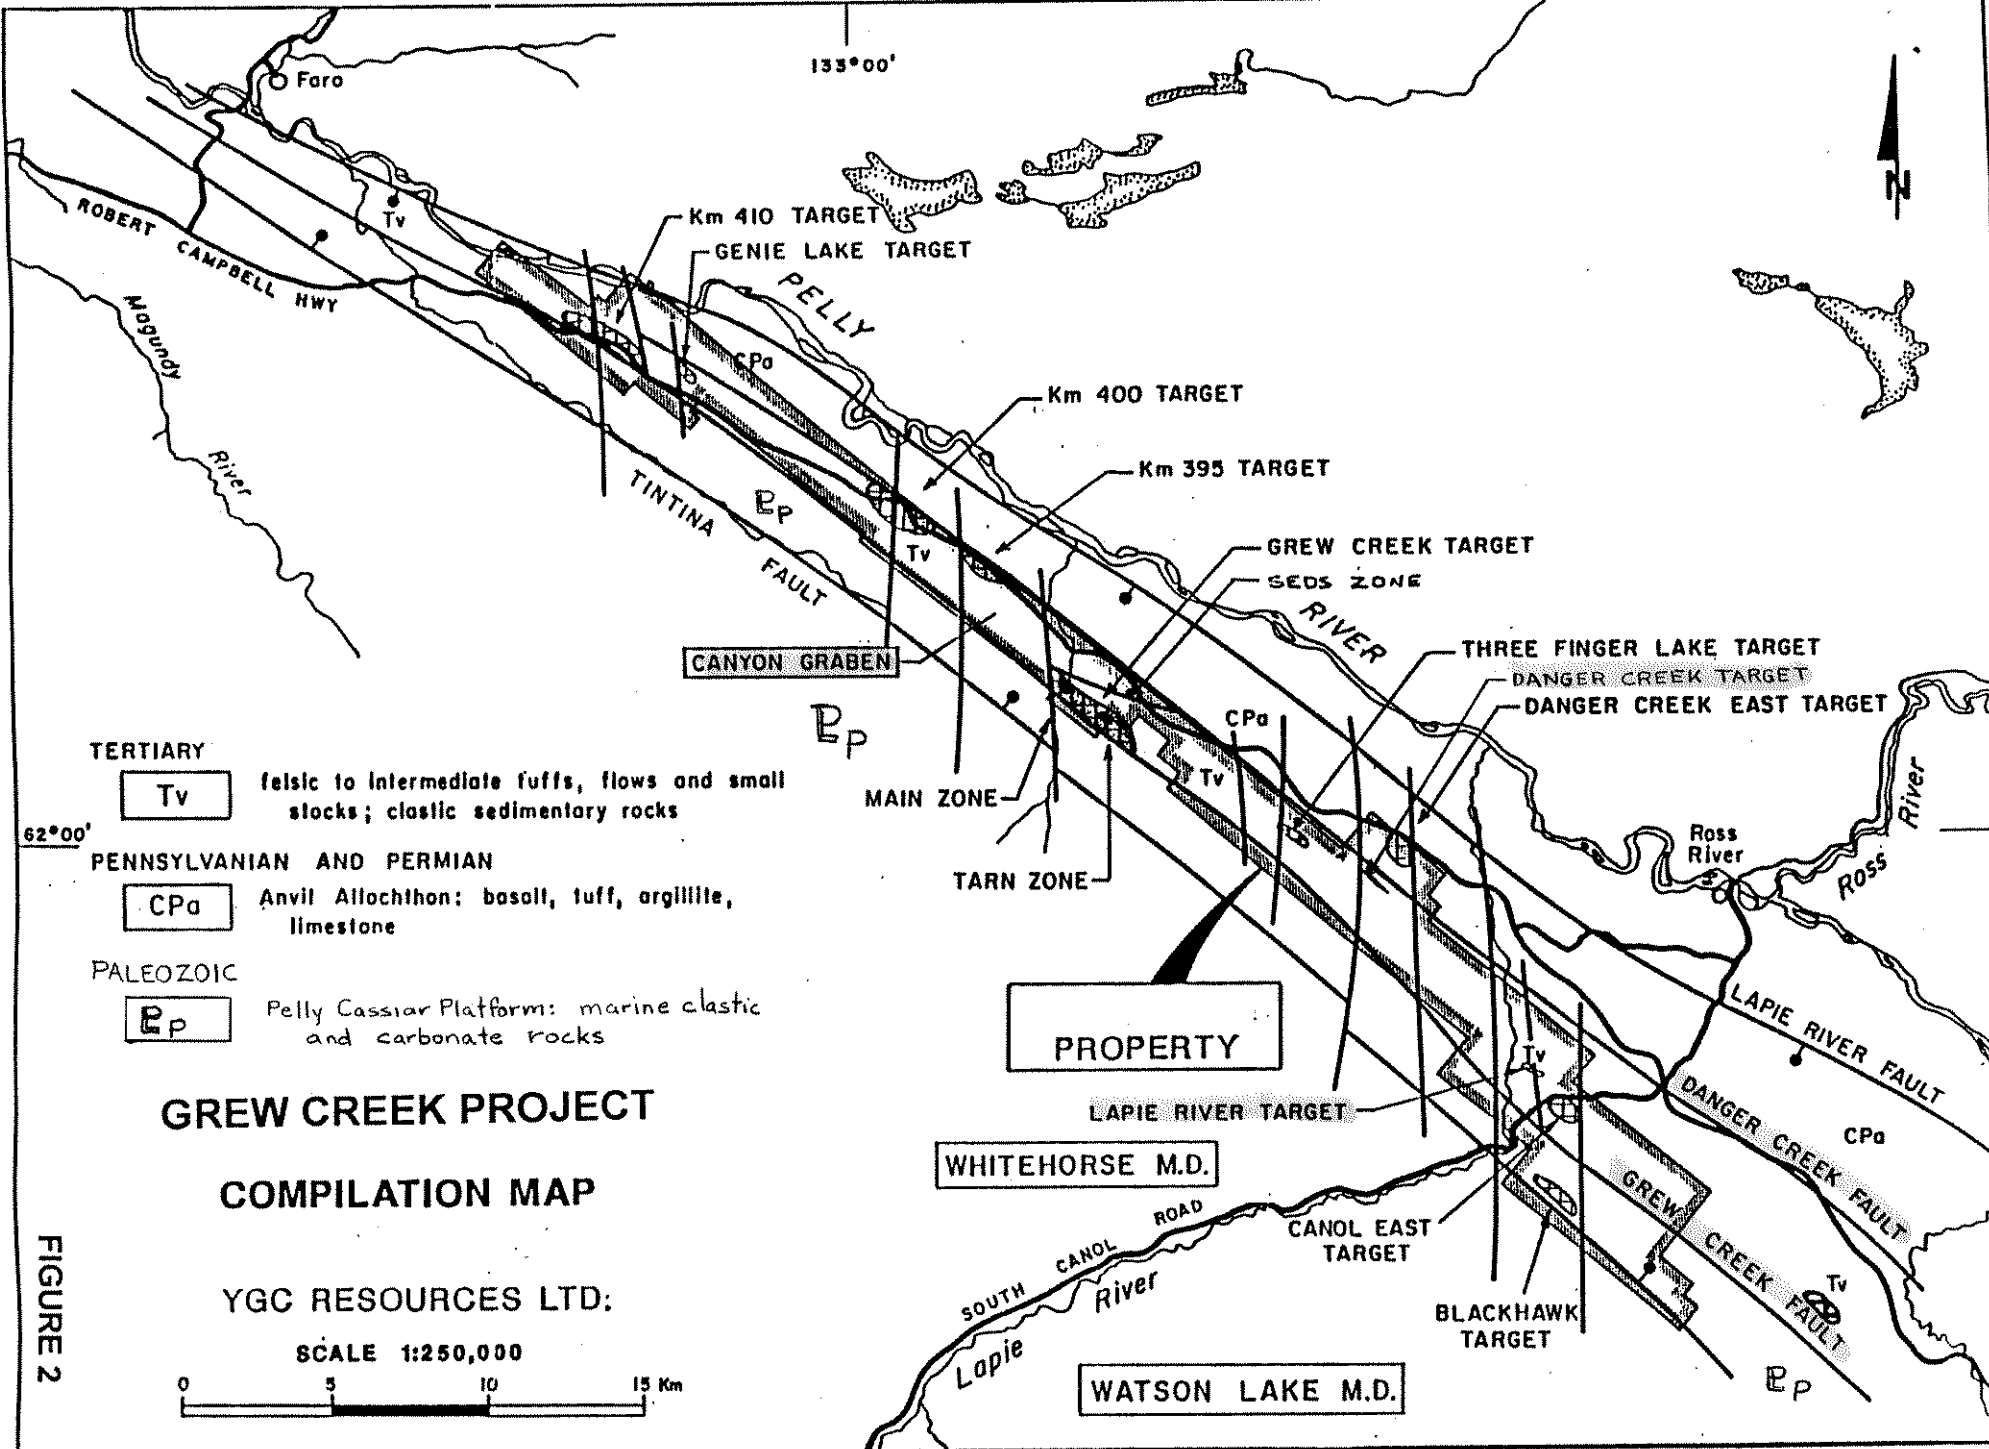 133°00'
Faro
N
Tv
Km 410 TARGET
GENIE LAKE TARGET
ROBERT CAMPBELL HWY
PELLY
Magundy
River
CPa
Km 400 TARGET
Km 395 TARGET
TINTINA FAULT
ⱣP
Tv
GREW CREEK TARGET
SEDS ZONE
RIVER
CANYON GRABEN
THREE FINGER LAKE TARGET
DANGER CREEK TARGET
DANGER CREEK EAST TARGET
ⱣP
CPa
Tv
MAIN ZONE
TARN ZONE
Ross
River
Ross
River
TERTIARY
Tv
felsic to intermediate tuffs, flows and small
stocks; clastic sedimentary rocks
62°00'
PENNSYLVANIAN AND PERMIAN
CPa
Anvil Allochthon: basalt, tuff, argillite,
limestone
PALEOZOIC
ⱣP
Pelly Cassiar Platform: marine clastic
and carbonate rocks
PROPERTY
Tv
LAPIE RIVER FAULT
DANGER CREEK FAULT
CPa
LAPIE RIVER TARGET
GREW CREEK FAULT
WHITEHORSE M.D.
SOUTH CANOL ROAD
Lapie River
CANOL EAST
TARGET
BLACKHAWK
TARGET
Tv
ⱣP
WATSON LAKE M.D.
GREW CREEK PROJECT
COMPILATION MAP
YGC RESOURCES LTD:
SCALE 1:250,000
0 5 10 15 Km
FIGURE 2